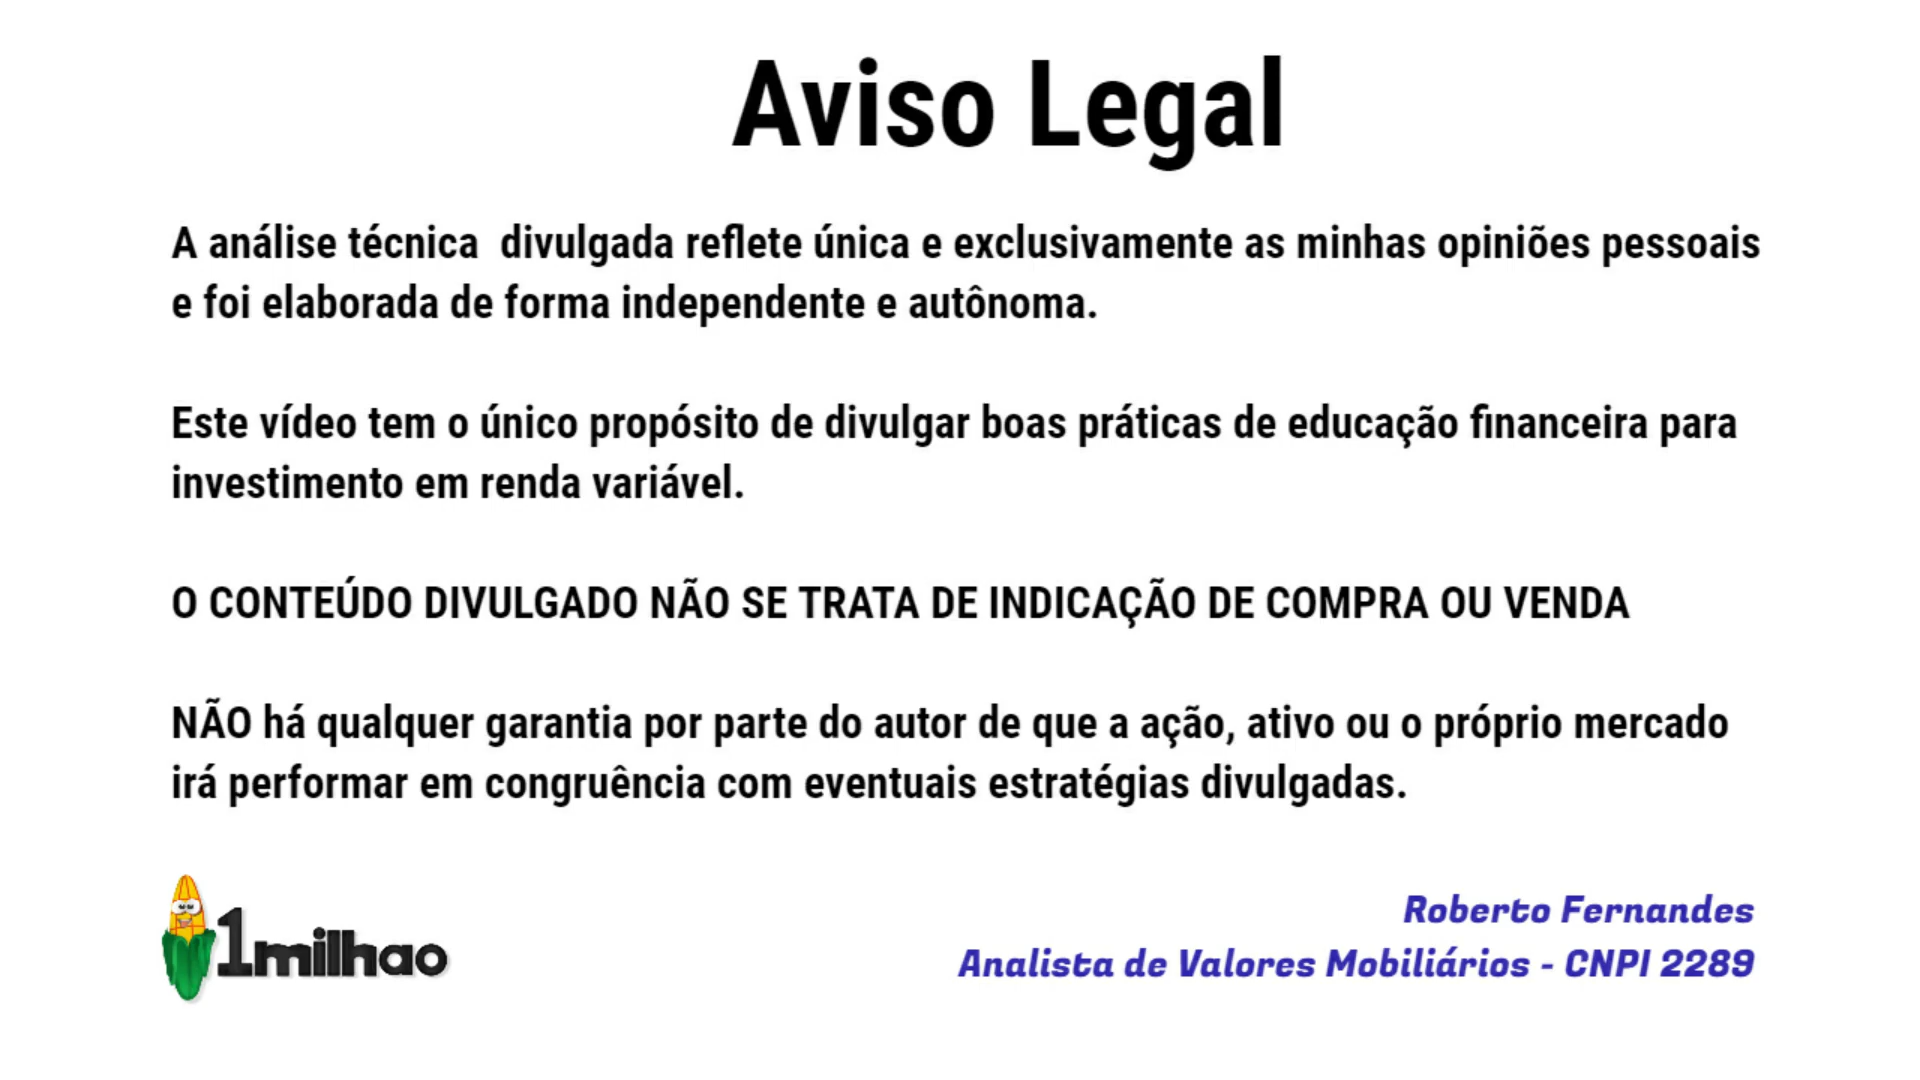 Aviso Legal
A análise técnica divulgada reflete única e exclusivamente as minhas opiniões pessoais
e foi elaborada de forma independente e autônoma.
Este vídeo tem o único propósito de divulgar boas práticas de educação financeira para
investimento em renda variável.
O CONTEÚDO DIVULGADO NÃO SE TRATA DE INDICAÇÃO DE COMPRA OU VENDA
NÃO há qualquer garantia por parte do autor de que a ação, ativo ou o próprio mercado
irá performar em congruência com eventuais estratégias divulgadas.
1milhao
Roberto Fernandes
Analista de Valores Mobiliários - CNPI 2289